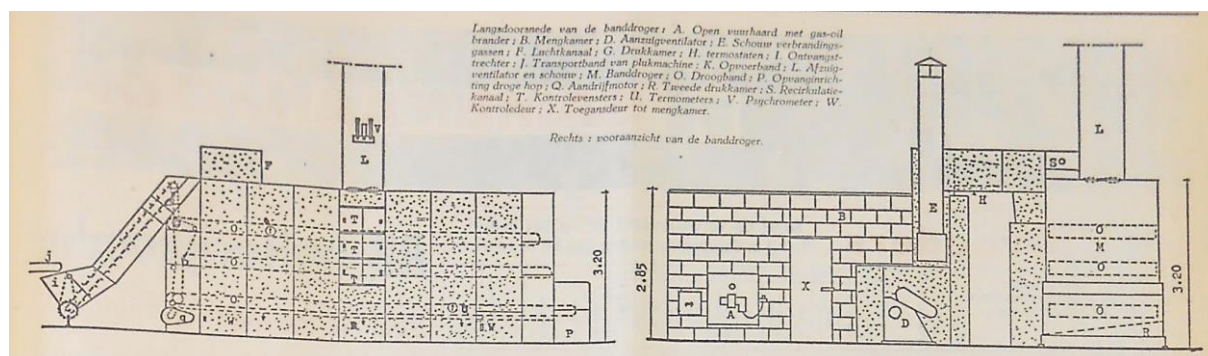 Langsdoorsnede van de banddroger : A. Open vuurhaard met gas-oil
brander ; B. Mengkamer ; D. Aanzuigventilator ; E. Schouw verbrandings-
gassen ; F. Luchtkanaal ; G. Drukkamer ; H. termostaten ; I. Ontvangst-
trechter ; J. Transportband van plukmachine ; K. Opvoerband ; L. Afzuig-
ventilator en schouw ; M. Banddroger ; O. Droogband ; P. Opvanginrich-
ting droge hop ; Q. Aandrijfmotor ; R. Tweede drukkamer ; S. Recirkulatie-
kanaal ; T. Kontrolevensters ; U. Termometers ; V. Psychrometer ; W.
Kontroledeur ; X. Toegansdeur tot mengkamer.
Rechts : vooraanzicht van de banddroger.
V
L
L
F
S
B
H
E
T
O
O
M
J
T
O
O
3.20
2.85
3.20
T
X
I
O
O
A
D
W
R
P
R